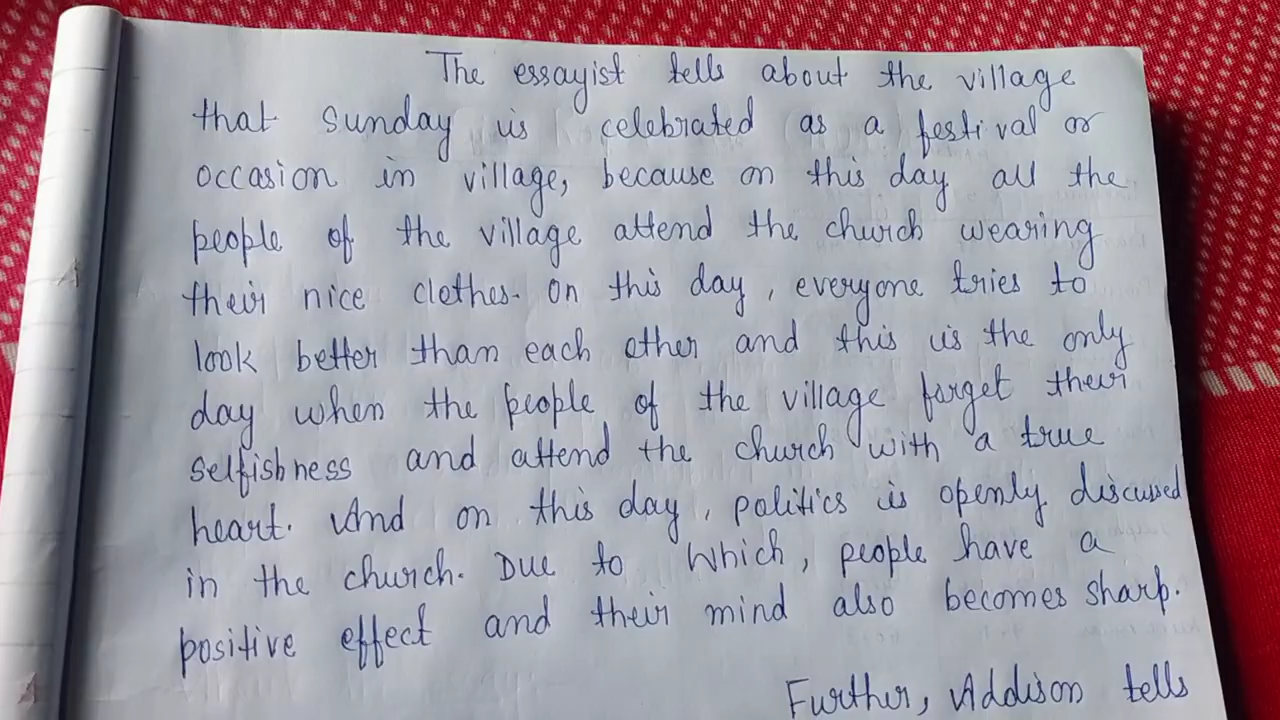 The essayist tells about the village
that Sunday is celebrated as a festival or
occasion in village, because on this day all the
people of the village attend the church wearing
their nice clothes. On this day, everyone tries to
look better than each other and this is the only
day when the people of the village forget their
selfishness and attend the church with a true
heart. And on this day, politics is openly discussed
in the church. Due to which, people have a
positive effect and their mind also becomes sharp.
Further, Addison tells